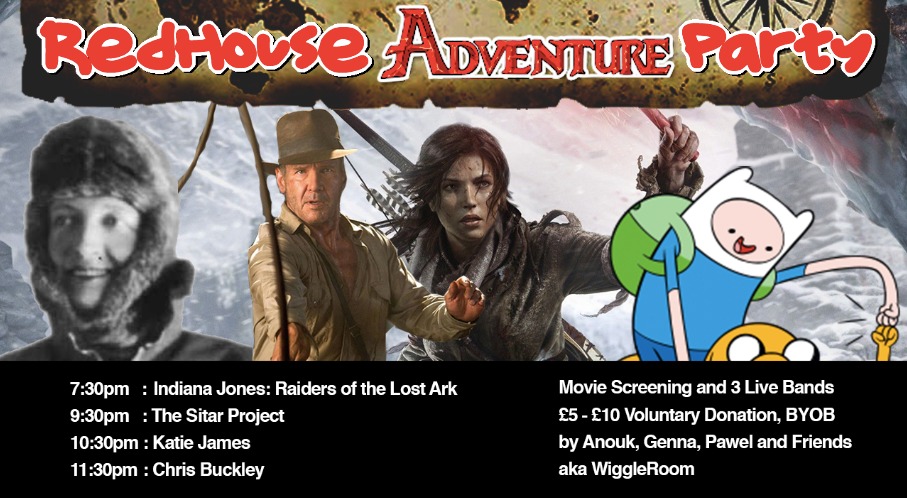 RedHouse Adventure Party
7:30pm : Indiana Jones: Raiders of the Lost Ark
9:30pm : The Sitar Project
10:30pm : Katie James
11:30pm : Chris Buckley
Movie Screening and 3 Live Bands
£5 - £10 Voluntary Donation, BYOB
by Anouk, Genna, Pawel and Friends
aka WiggleRoom